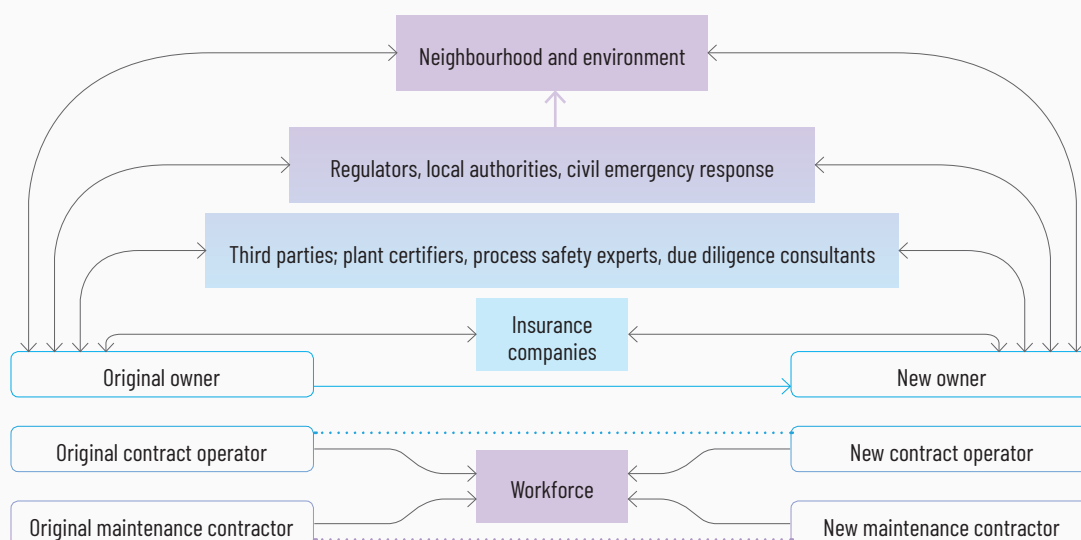 Neighbourhood and environment
Regulators, local authorities, civil emergency response
Third parties; plant certifiers, process safety experts, due diligence consultants
Insurance
companies
Original owner
New owner
Original contract operator
New contract operator
Workforce
Original maintenance contractor
New maintenance contractor